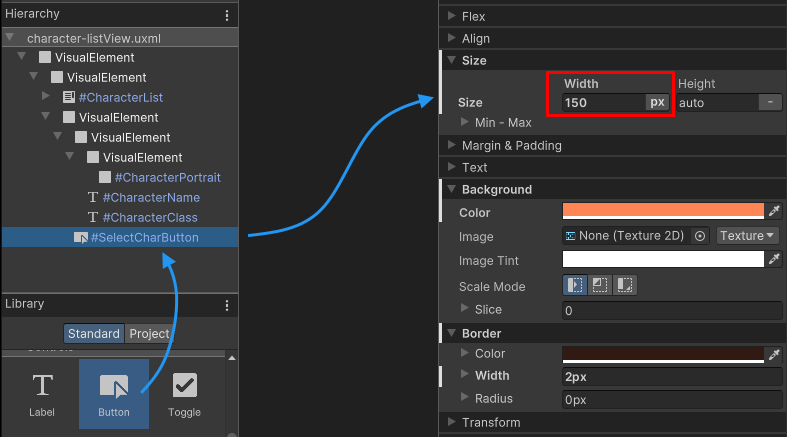 Hierarchy
character-listView.uxml
VisualElement
VisualElement
#CharacterList
VisualElement
VisualElement
VisualElement
#CharacterPortrait
#CharacterName
#CharacterClass
#SelectCharButton
Library
Standard Project
Controls
Label Button Toggle
Flex
Align
Size
Width Height
Size 150 px auto -
Min - Max
Margin & Padding
Text
Background
Color
Image None (Texture 2D) Texture
Image Tint
Scale Mode
Slice 0
Border
Color
Width 2px
Radius 0px
Transform